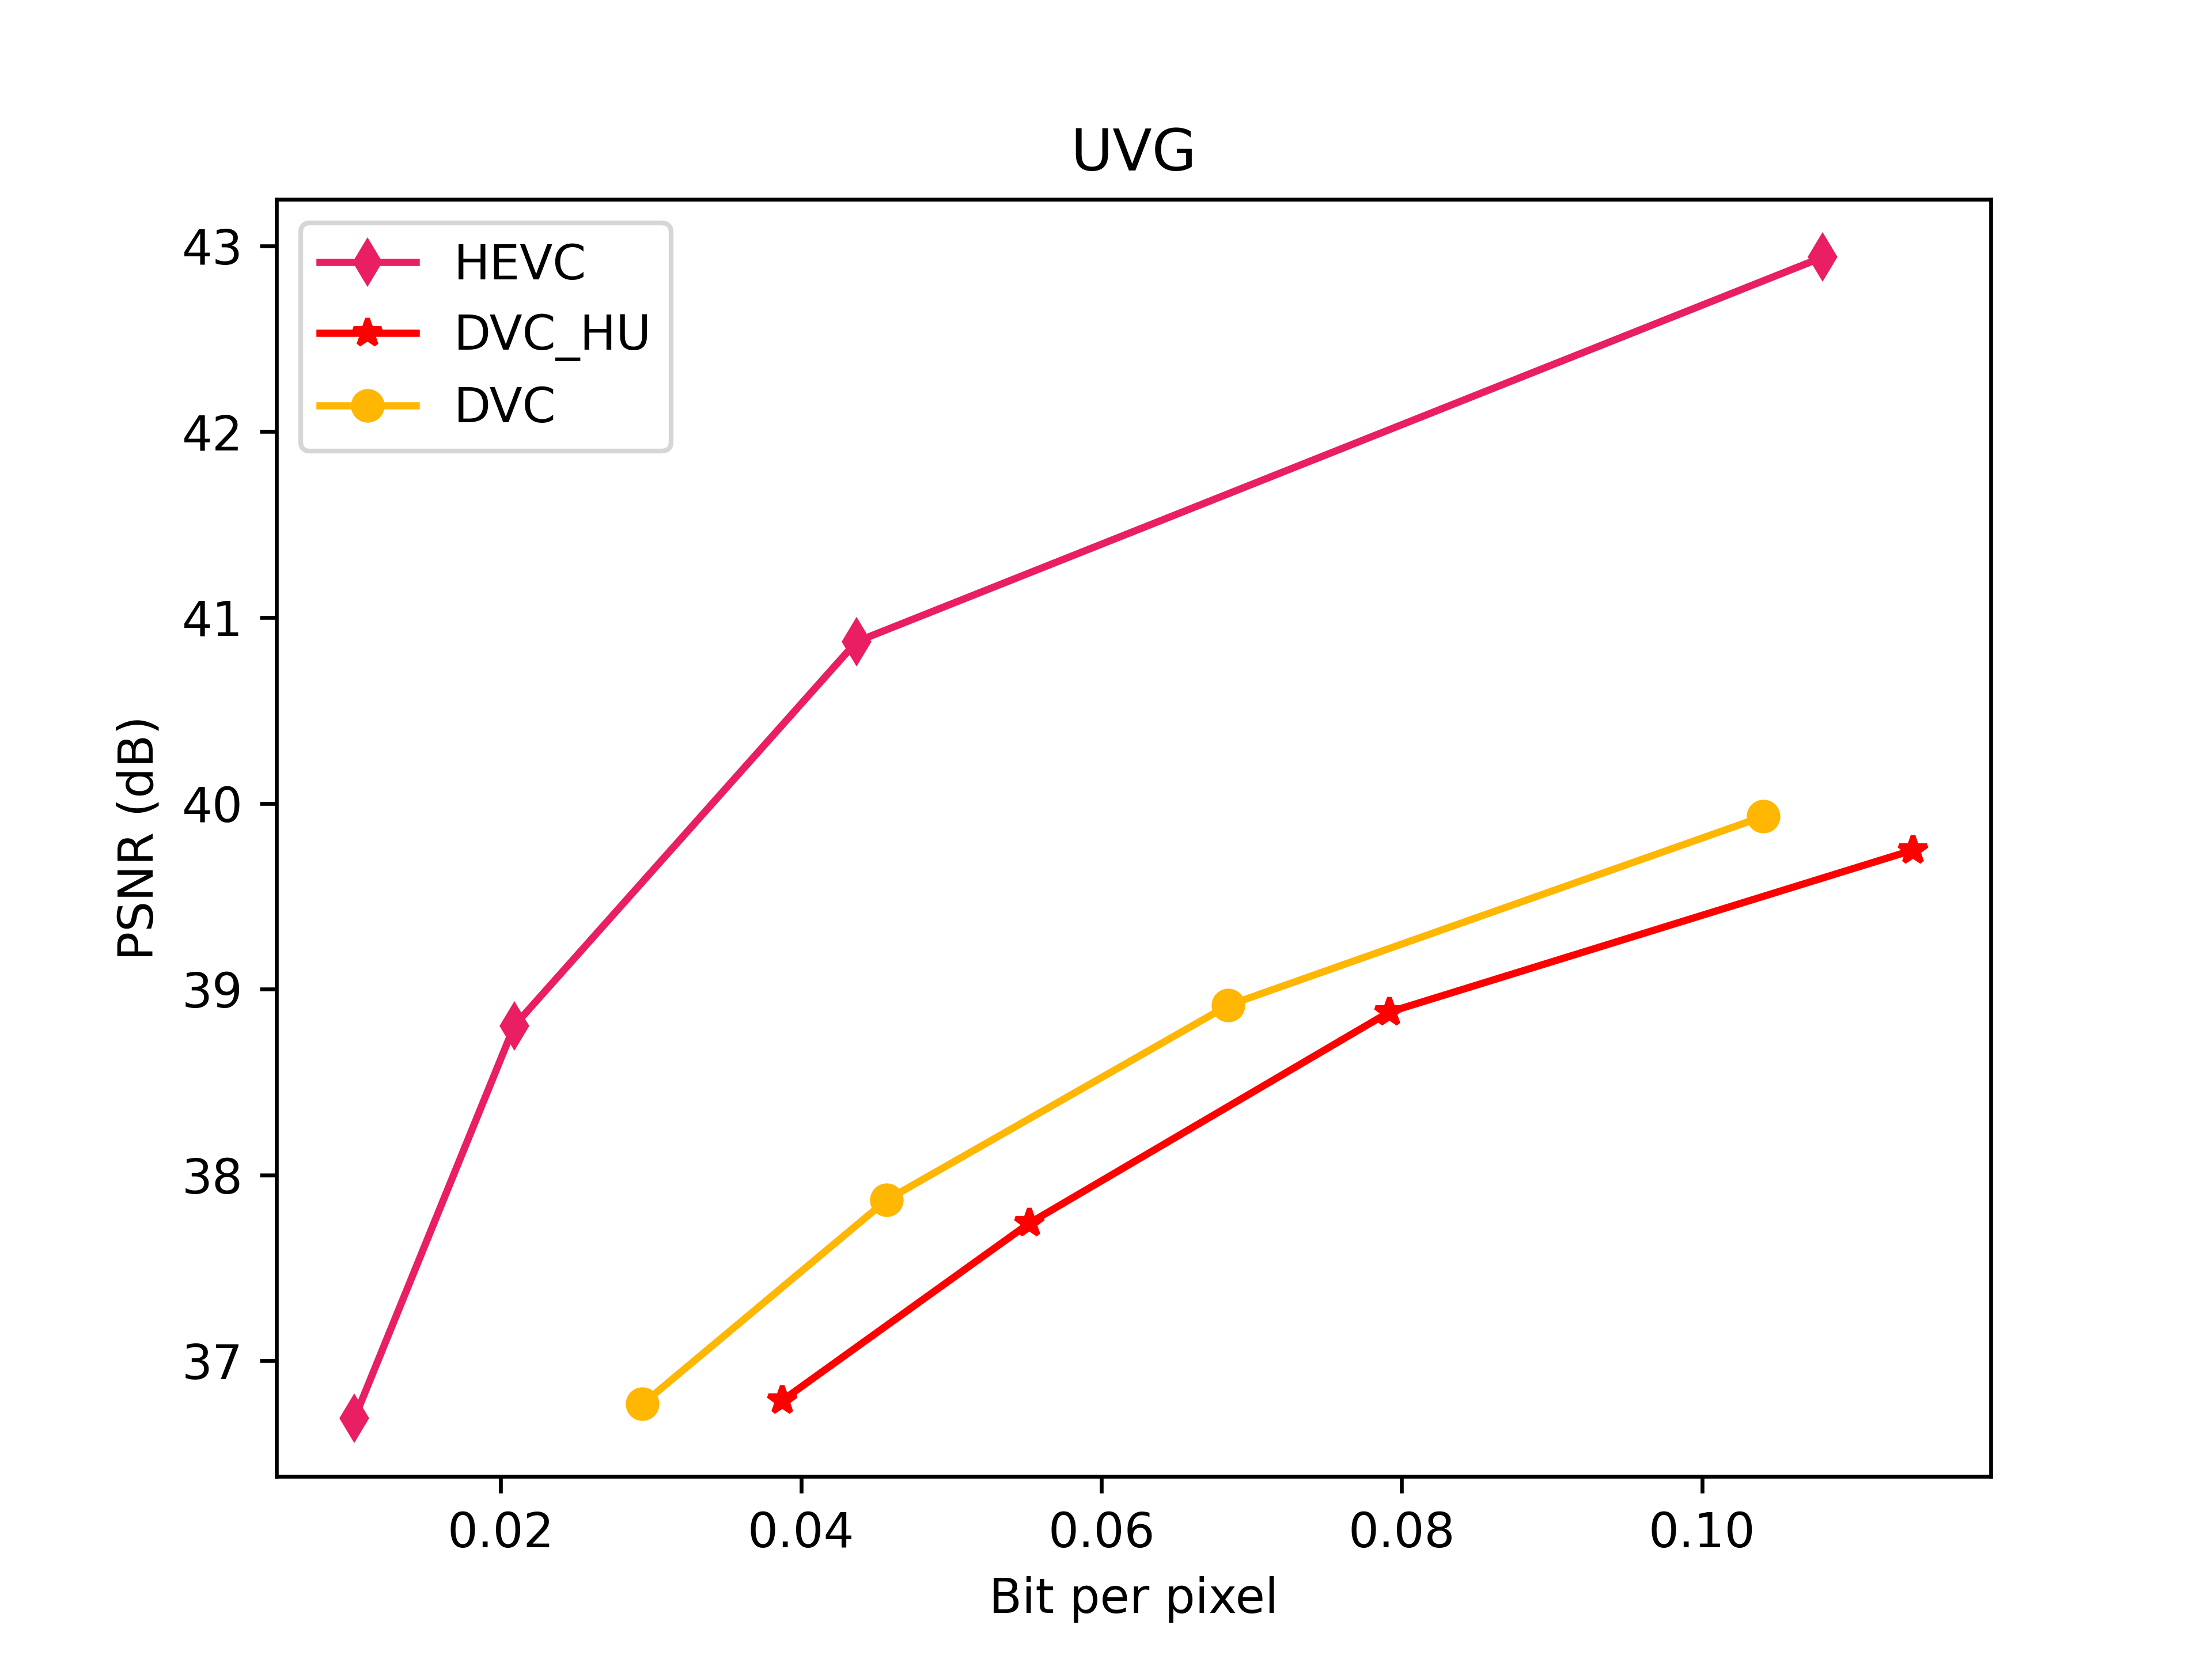 UVG
HEVC
DVC_HU
DVC
PSNR (dB)
43
42
41
40
39
38
37
0.02 0.04 0.06 0.08 0.10
Bit per pixel